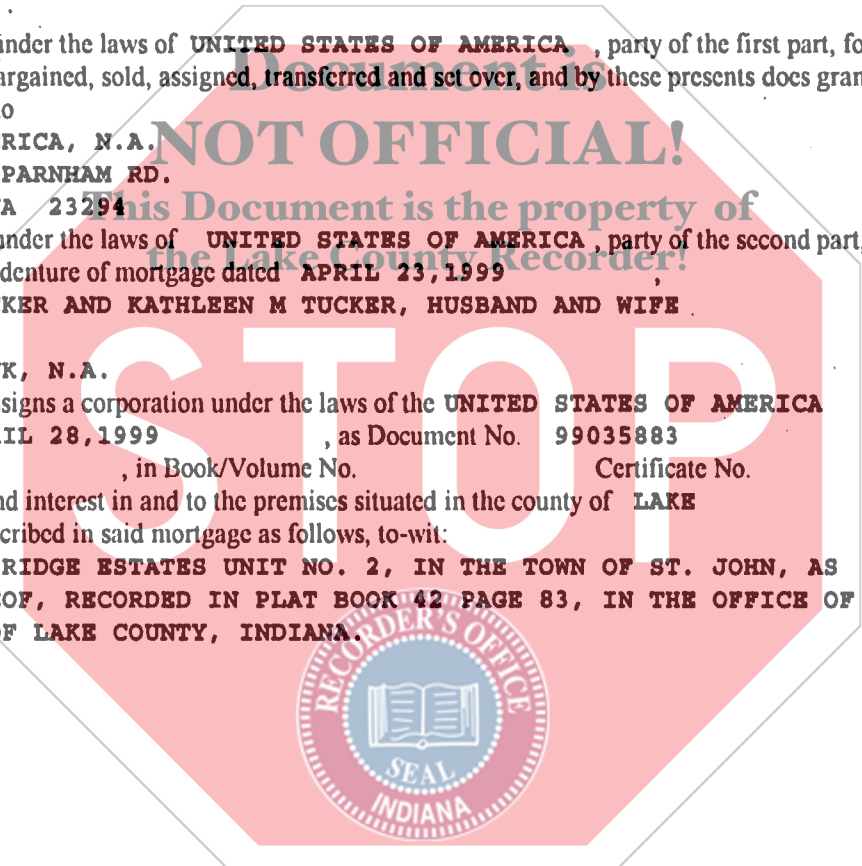 under the laws of UNITED STATES OF AMERICA , party of the first part, fo
argained, sold, assigned, transferred and set over, and by these presents does gran
to
RICA, N.A.
PARNHAM RD.
A 23294
under the laws of UNITED STATES OF AMERICA , party of the second part,
denture of mortgage dated APRIL 23,1999 ,
KER AND KATHLEEN M TUCKER, HUSBAND AND WIFE
K, N.A.
signs a corporation under the laws of the UNITED STATES OF AMERICA
IL 28,1999 , as Document No. 99035883
, in Book/Volume No. Certificate No.
nd interest in and to the premises situated in the county of LAKE
cribed in said mortgage as follows, to-wit:
RIDGE ESTATES UNIT NO. 2, IN THE TOWN OF ST. JOHN, AS
EOF, RECORDED IN PLAT BOOK 42 PAGE 83, IN THE OFFICE OF
F LAKE COUNTY, INDIANA.
Document is
NOT OFFICIAL!
This Document is the property of
the Lake County Recorder!
STOP
RECORDER'S OFFICE
SEAL
INDIANA